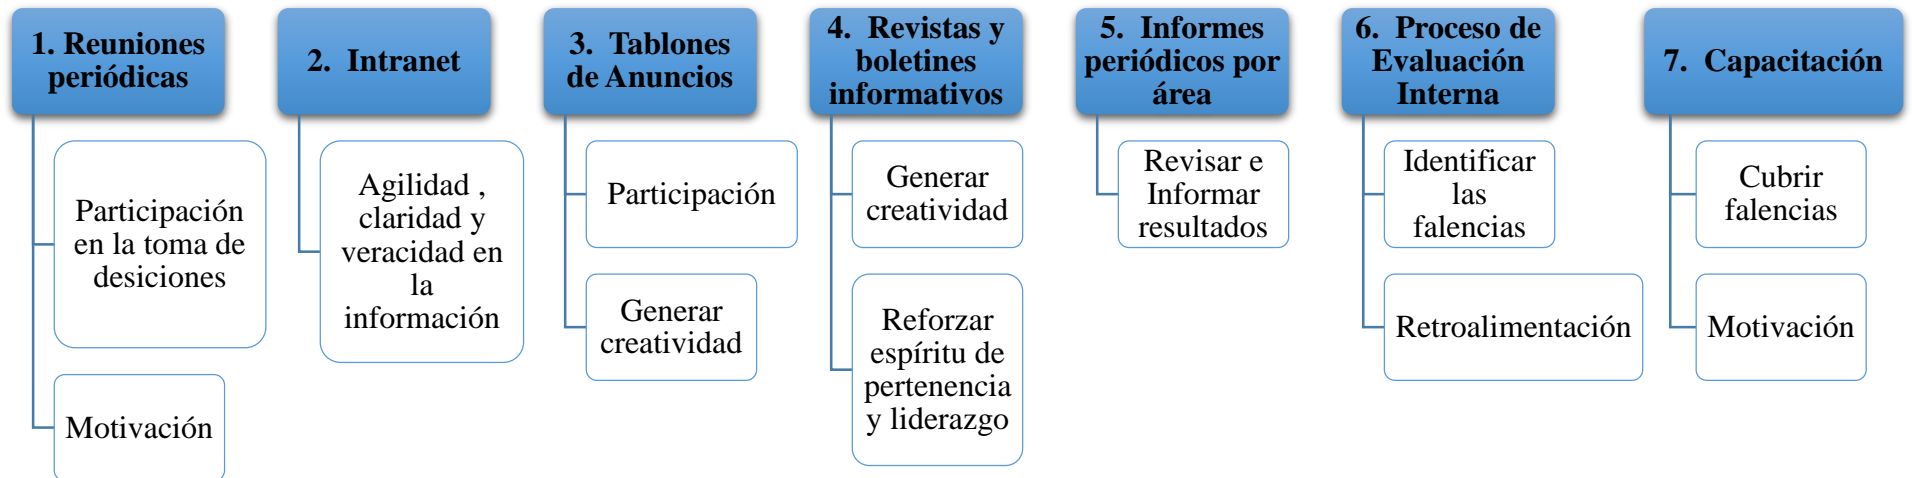 1. Reuniones
periódicas
Participación
en la toma de
desiciones
Motivación
2. Intranet
Agilidad ,
claridad y
veracidad en
la
información
3. Tablones
de Anuncios
Participación
Generar
creatividad
4. Revistas y
boletines
informativos
Generar
creatividad
Reforzar
espíritu de
pertenencia
y liderazgo
5. Informes
periódicos por
área
Revisar e
Informar
resultados
6. Proceso de
Evaluación
Interna
Identificar
las
falencias
Retroalimentación
7. Capacitación
Cubrir
falencias
Motivación